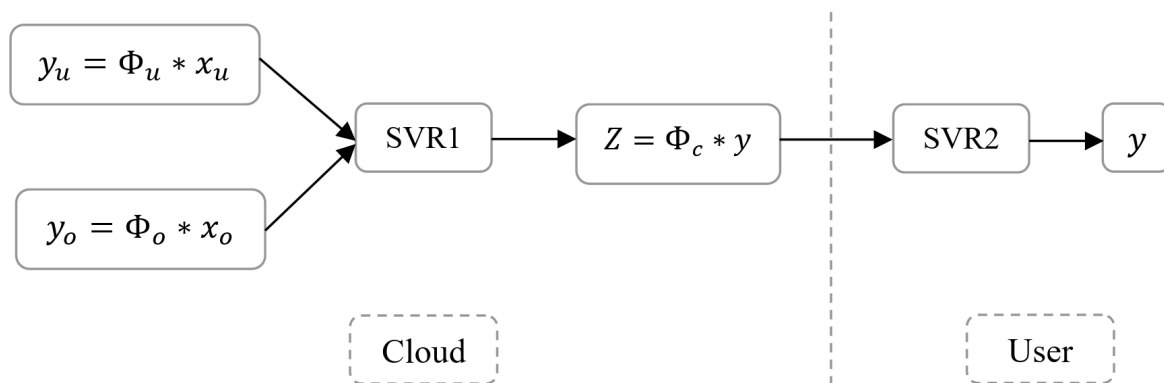 y_u = Φ_u * x_u
y_o = Φ_o * x_o
SVR1
Z = Φ_c * y
SVR2
y
Cloud
User